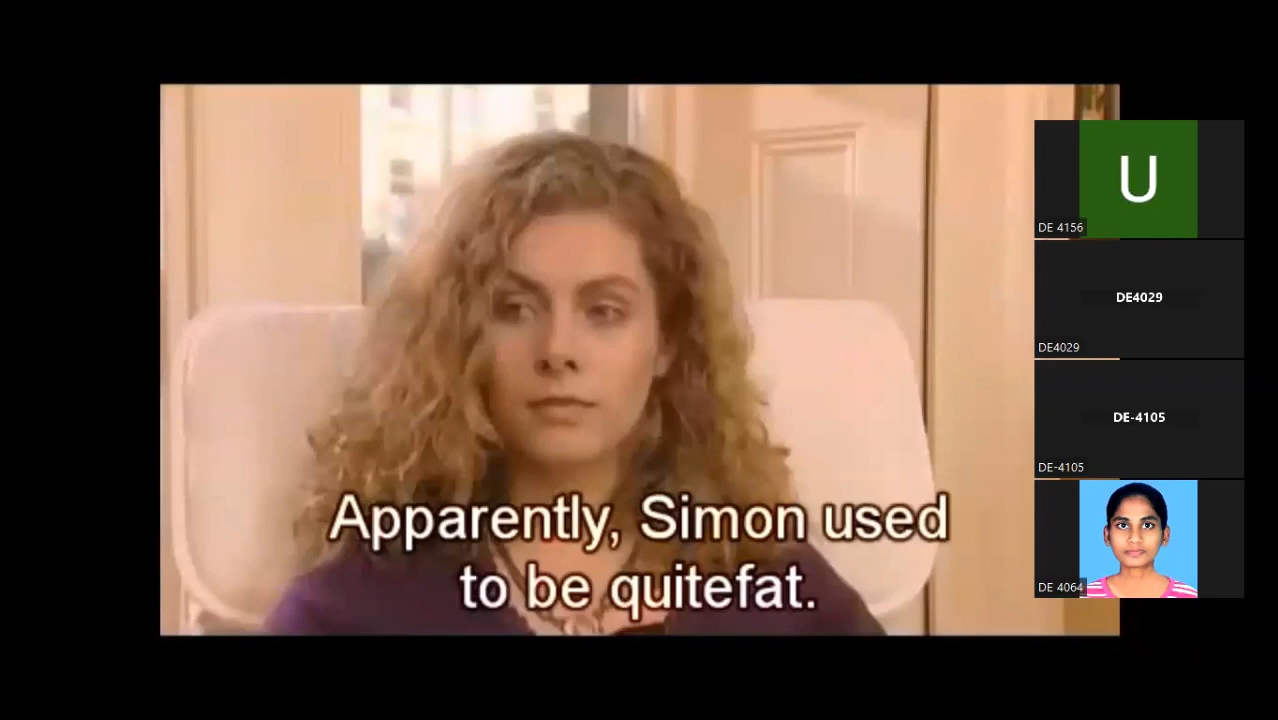 Apparently, Simon used
to be quitefat.
U
DE 4156
DE4029
DE4029
DE-4105
DE-4105
DE 4064